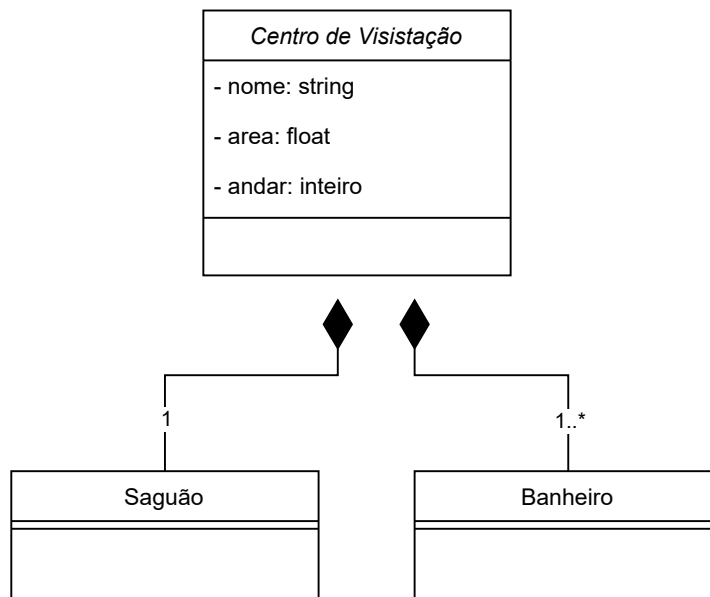 Centro de Visistação
- nome: string
- area: float
- andar: inteiro
1
1..*
Saguão
Banheiro